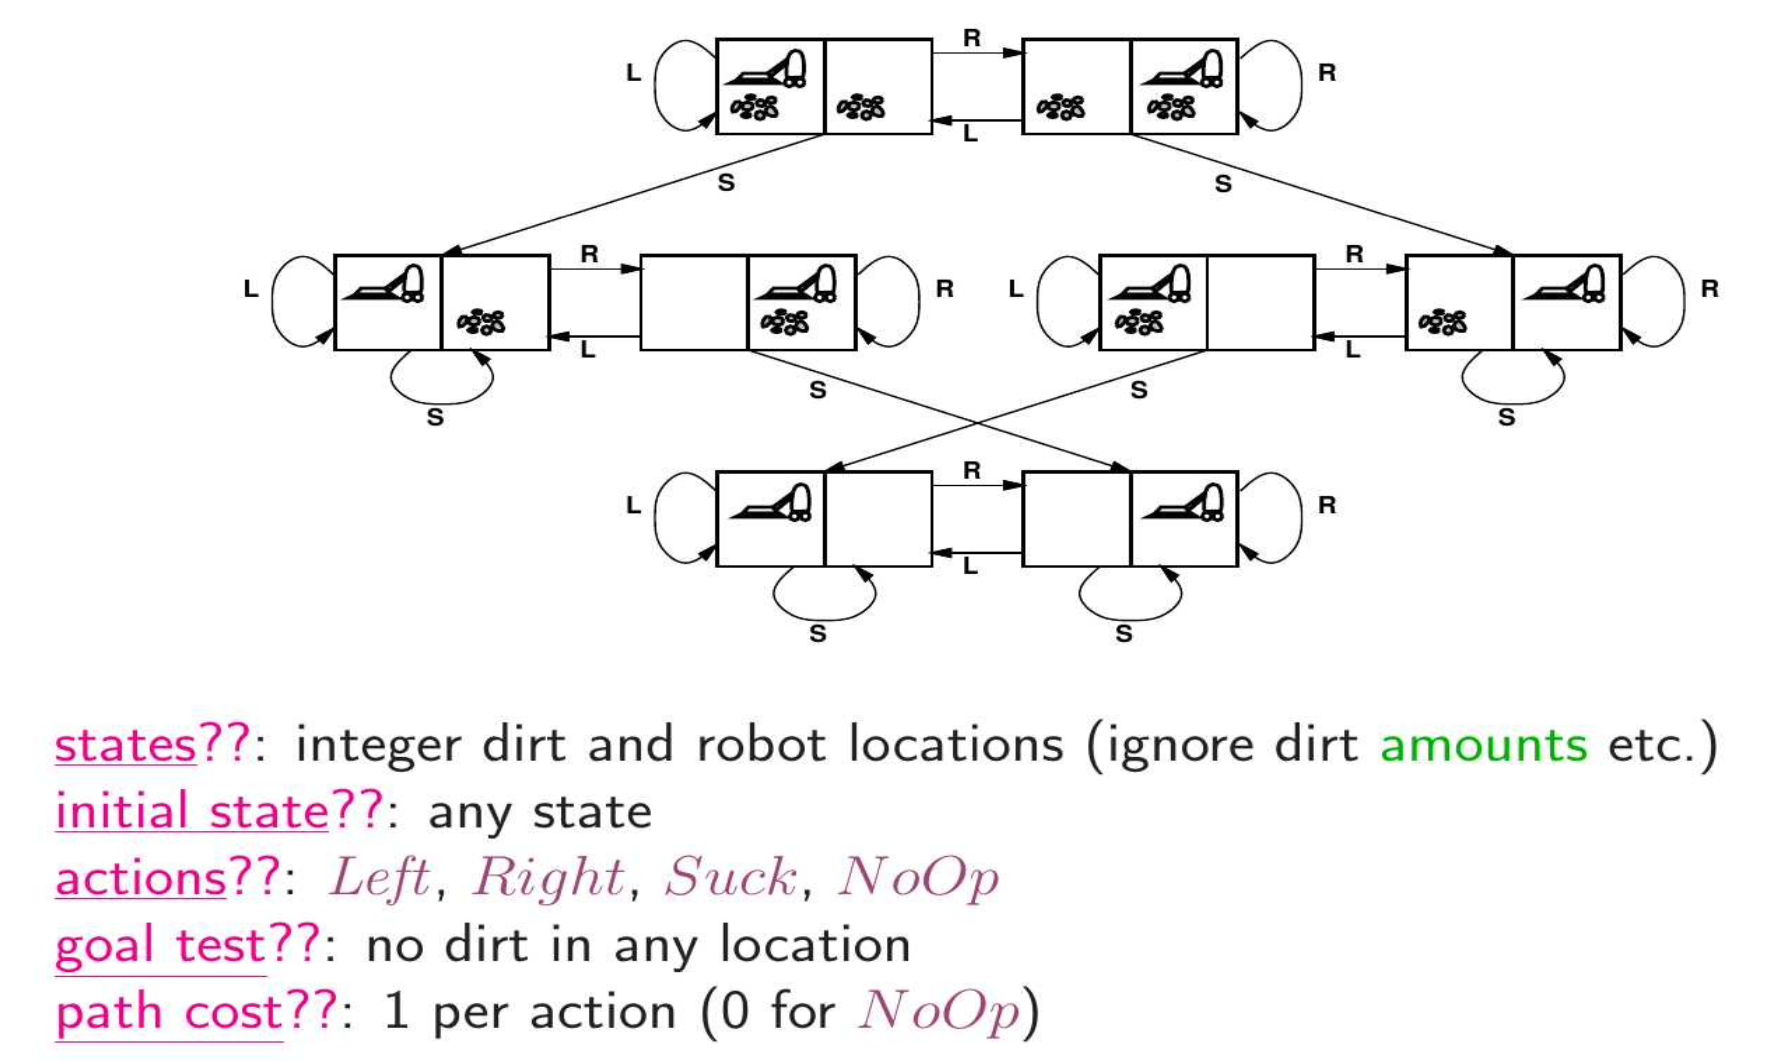 R
L
R
L
S
S
R
R
L
R
L
R
L
L
S
S
S
S
R
L
R
L
S
S
states??: integer dirt and robot locations (ignore dirt amounts etc.)
initial state??: any state
actions??: Left, Right, Suck, NoOp
goal test??: no dirt in any location
path cost??: 1 per action (0 for NoOp)